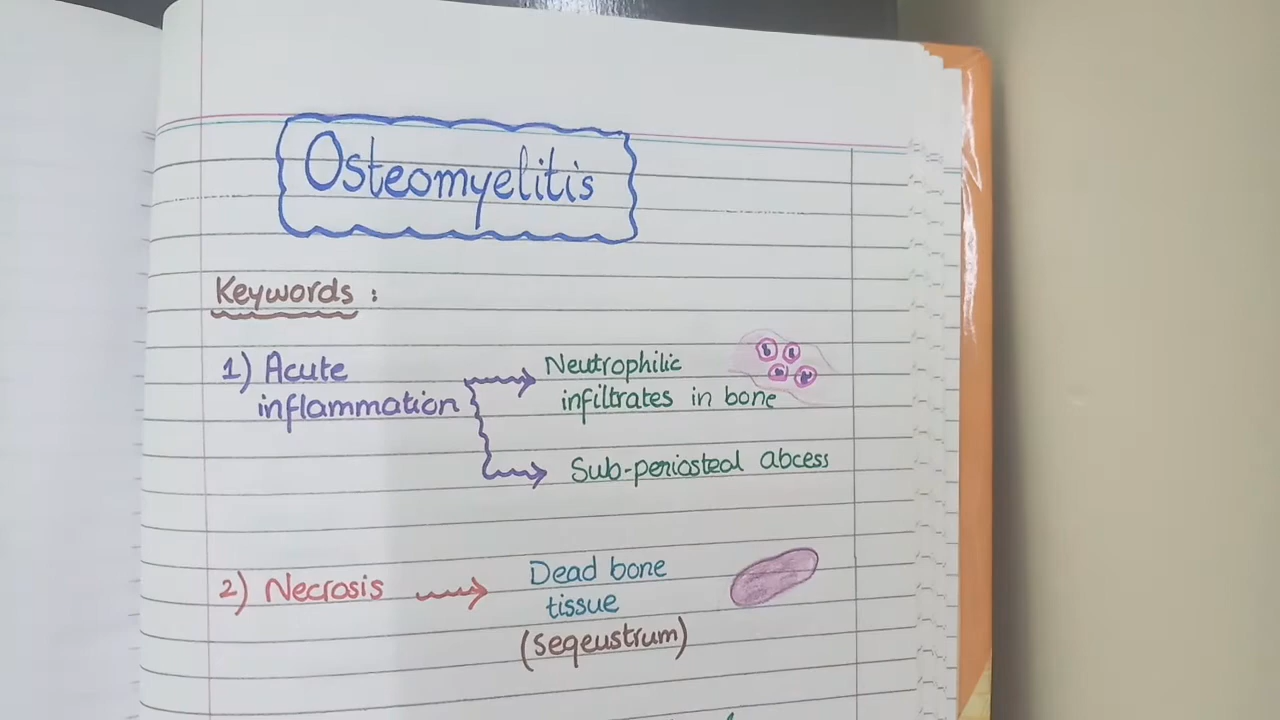 Osteomyelitis
Keywords :
1) Acute
inflammation
Neutrophilic
infiltrates in bone
Sub-periosteal abcess
2) Necrosis
Dead bone
tissue
(seqeustrum)